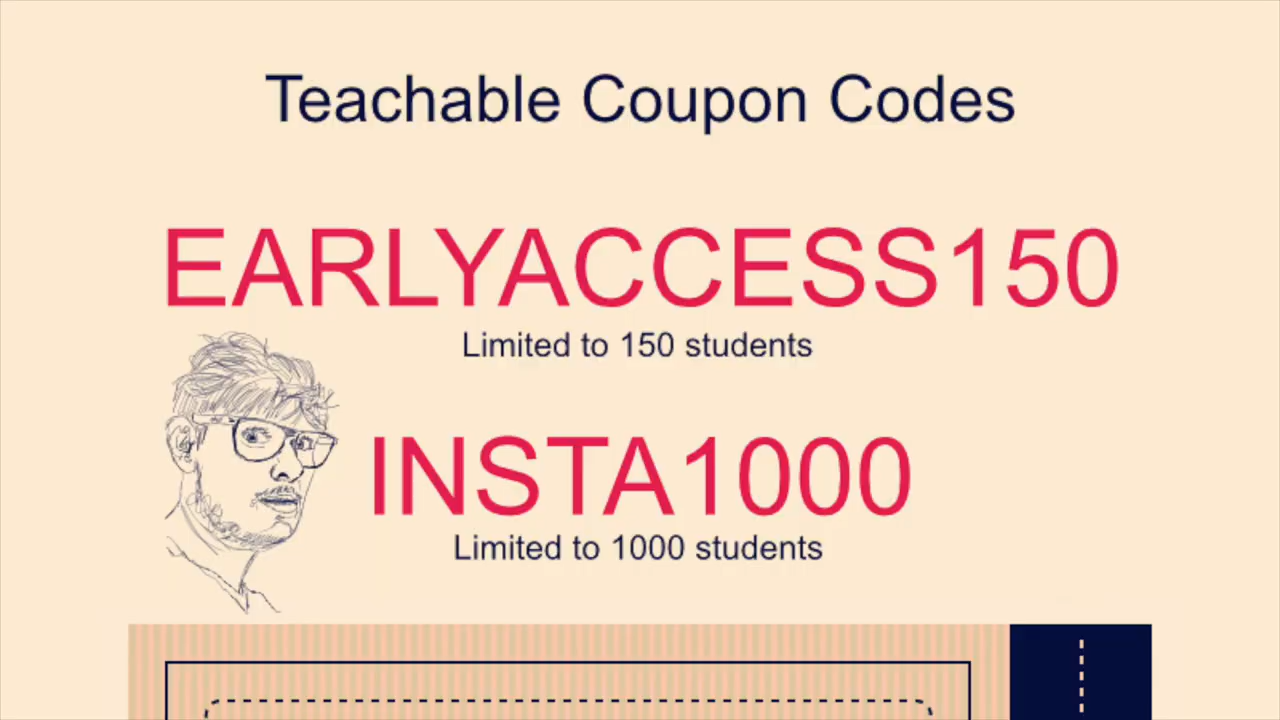 Teachable Coupon Codes
EARLYACCESS150
Limited to 150 students
INSTA1000
Limited to 1000 students